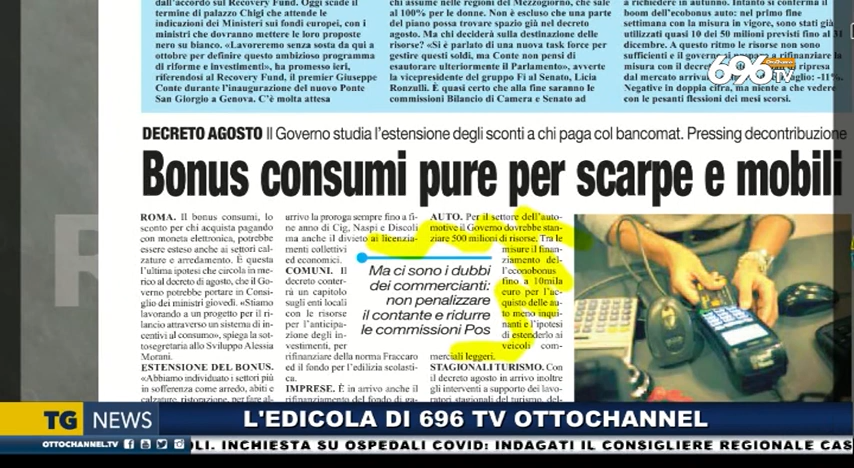 dall'accordo sul Recovery Fund. Oggi scade il
termine di palazzo Chigi che attende le
indicazioni dei Ministeri sui fondi europei, con i
ministri che dovranno mettere le loro proposte
nero su bianco. «Lavoreremo senza sosta da qui a
ottobre per definire questo ambizioso programma
di riforme e investimenti», ha promesso ieri,
riferendosi al Recovery Fund, il premier Giuseppe
Conte durante l'inaugurazione del nuovo Ponte
San Giorgio a Genova. C'è molta attesa
chi assume nelle regioni del Mezzogiorno, che sale
al 100% per le donne. Non è escluso che una parte
del piano possa trovare spazio già nel decreto
agosto. Ma chi deciderà sulla destinazione delle
risorse? «Si è parlato di una nuova task force per
gestire questi soldi, ma Conte non pensi di
esautorare ulteriormente il Parlamento», avverte
la vicepresidente del gruppo Fi al Senato, Licia
Ronzulli. È quasi certo che alla fine saranno le
commissioni Bilancio di Camera e Senato ad
a richiedere in autunno. Intanto si conferma il
boom dell'ecobonus auto: nel primo fine
settimana con la misura in vigore, sono stati già
utilizzati quasi 10 dei 50 milioni previsti fino al 31
dicembre. A questo ritmo le risorse non sono
sufficienti e il governo si prepara a rifinanziare la
misura con il decreto
dal mercato
Negative in doppia cifra, ma niente a che vedere
con le pesanti flessioni dei mesi scorsi.
696
TV
DECRETO AGOSTO Il Governo studia l'estensione degli sconti a chi paga col bancomat. Pressing decontribuzione
Bonus consumi pure per scarpe e mobili
ROMA. Il bonus consumi, lo
sconto per chi acquista pagando
con moneta elettronica, potrebbe
essere esteso anche ai settori cal-
zature e arredamento. È questa
l'ultima ipotesi che circola in me-
rico al decreto di agosto, che il Go-
verno potrebbe portare in Consi-
glio dei ministri giovedì. «Stiamo
lavorando a un progetto per il ri-
lancio attraverso un sistema di in-
centivi al consumo», spiega la sot-
tosegretaria allo Sviluppo Alessia
Morani.
ESTENSIONE DEL BONUS.
«Abbiamo individuato i settori più
in sofferenza come arredo, abiti e
calzature, ristorazione, per fare al-
arrivo la proroga sempre fino a fi-
ne anno di Cig, Naspi e Discoll
ma anche il divieto ai licenzia-
menti collettivi
ed economici.
COMUNI. Il
decreto conter-
rà un capitolo
sugli enti locali
con le risorse
per l'anticipa-
zione degli in-
vestimenti, per
rifinanziare della norma Fraccaro
ed il fondo per l'edilizia scolasti-
ca.
IMPRESE. È in arrivo anche il
rifinanziamento del fondo di ga-
Ma ci sono i dubbi
dei commercianti:
non penalizzare
il contante e ridurre
le commissioni Pos
AUTO. Per il settore dell'auto-
motive il Governo dovrebbe stan-
ziare 500 milioni di risorse. Tra le
misure il finan-
ziamento del-
l'econobonus
fino a 10mila
euro per l'ac-
quisto delle au-
to meno inqui-
nanti e l'ipotesi
di estenderlo ai
veicoli com-
merciali leggeri.
STAGIONALI TURISMO. Con
il decreto agosto in arrivo inoltre
gli interventi a supporto dei lavo-
ratori stagionali del turismo, del-
TG NEWS
L'EDICOLA DI 696 TV OTTOCHANNEL
OTTOCHANNEL.TV
OLI. INCHIESTA SU OSPEDALI COVID: INDAGATI IL CONSIGLIERE REGIONALE CAS